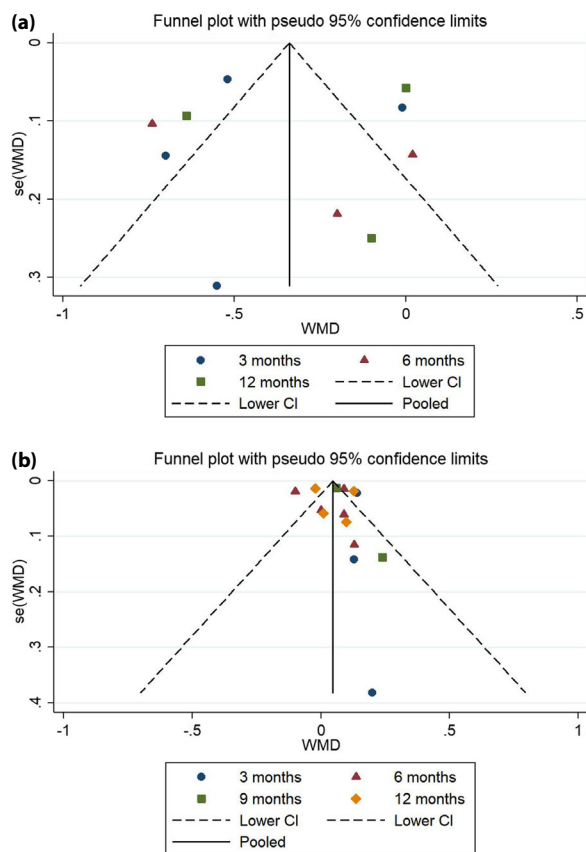 (a)
Funnel plot with pseudo 95% confidence limits
0
.1
.2
.3
se(WMD)
-1
-.5
0
.5
WMD
3 months
6 months
12 months
Lower CI
Lower CI
Pooled
(b)
Funnel plot with pseudo 95% confidence limits
0
.1
.2
.3
.4
se(WMD)
-1
-.5
0
.5
1
WMD
3 months
6 months
9 months
12 months
Lower CI
Lower CI
Pooled